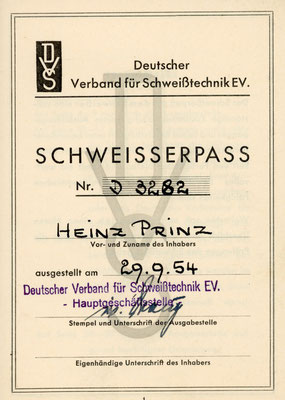 DVS
Deutscher
Verband für Schweißtechnik EV.
SCHWEISSERPASS
Nr. D 3282
HEINZ PRINZ
Vor- und Zuname des Inhabers
ausgestellt am 29.9.54
Deutscher Verband für Schweißtechnik EV.
- Hauptgeschäftsstelle -
Stempel und Unterschrift der Ausgabestelle
Eigenhändige Unterschrift des Inhabers